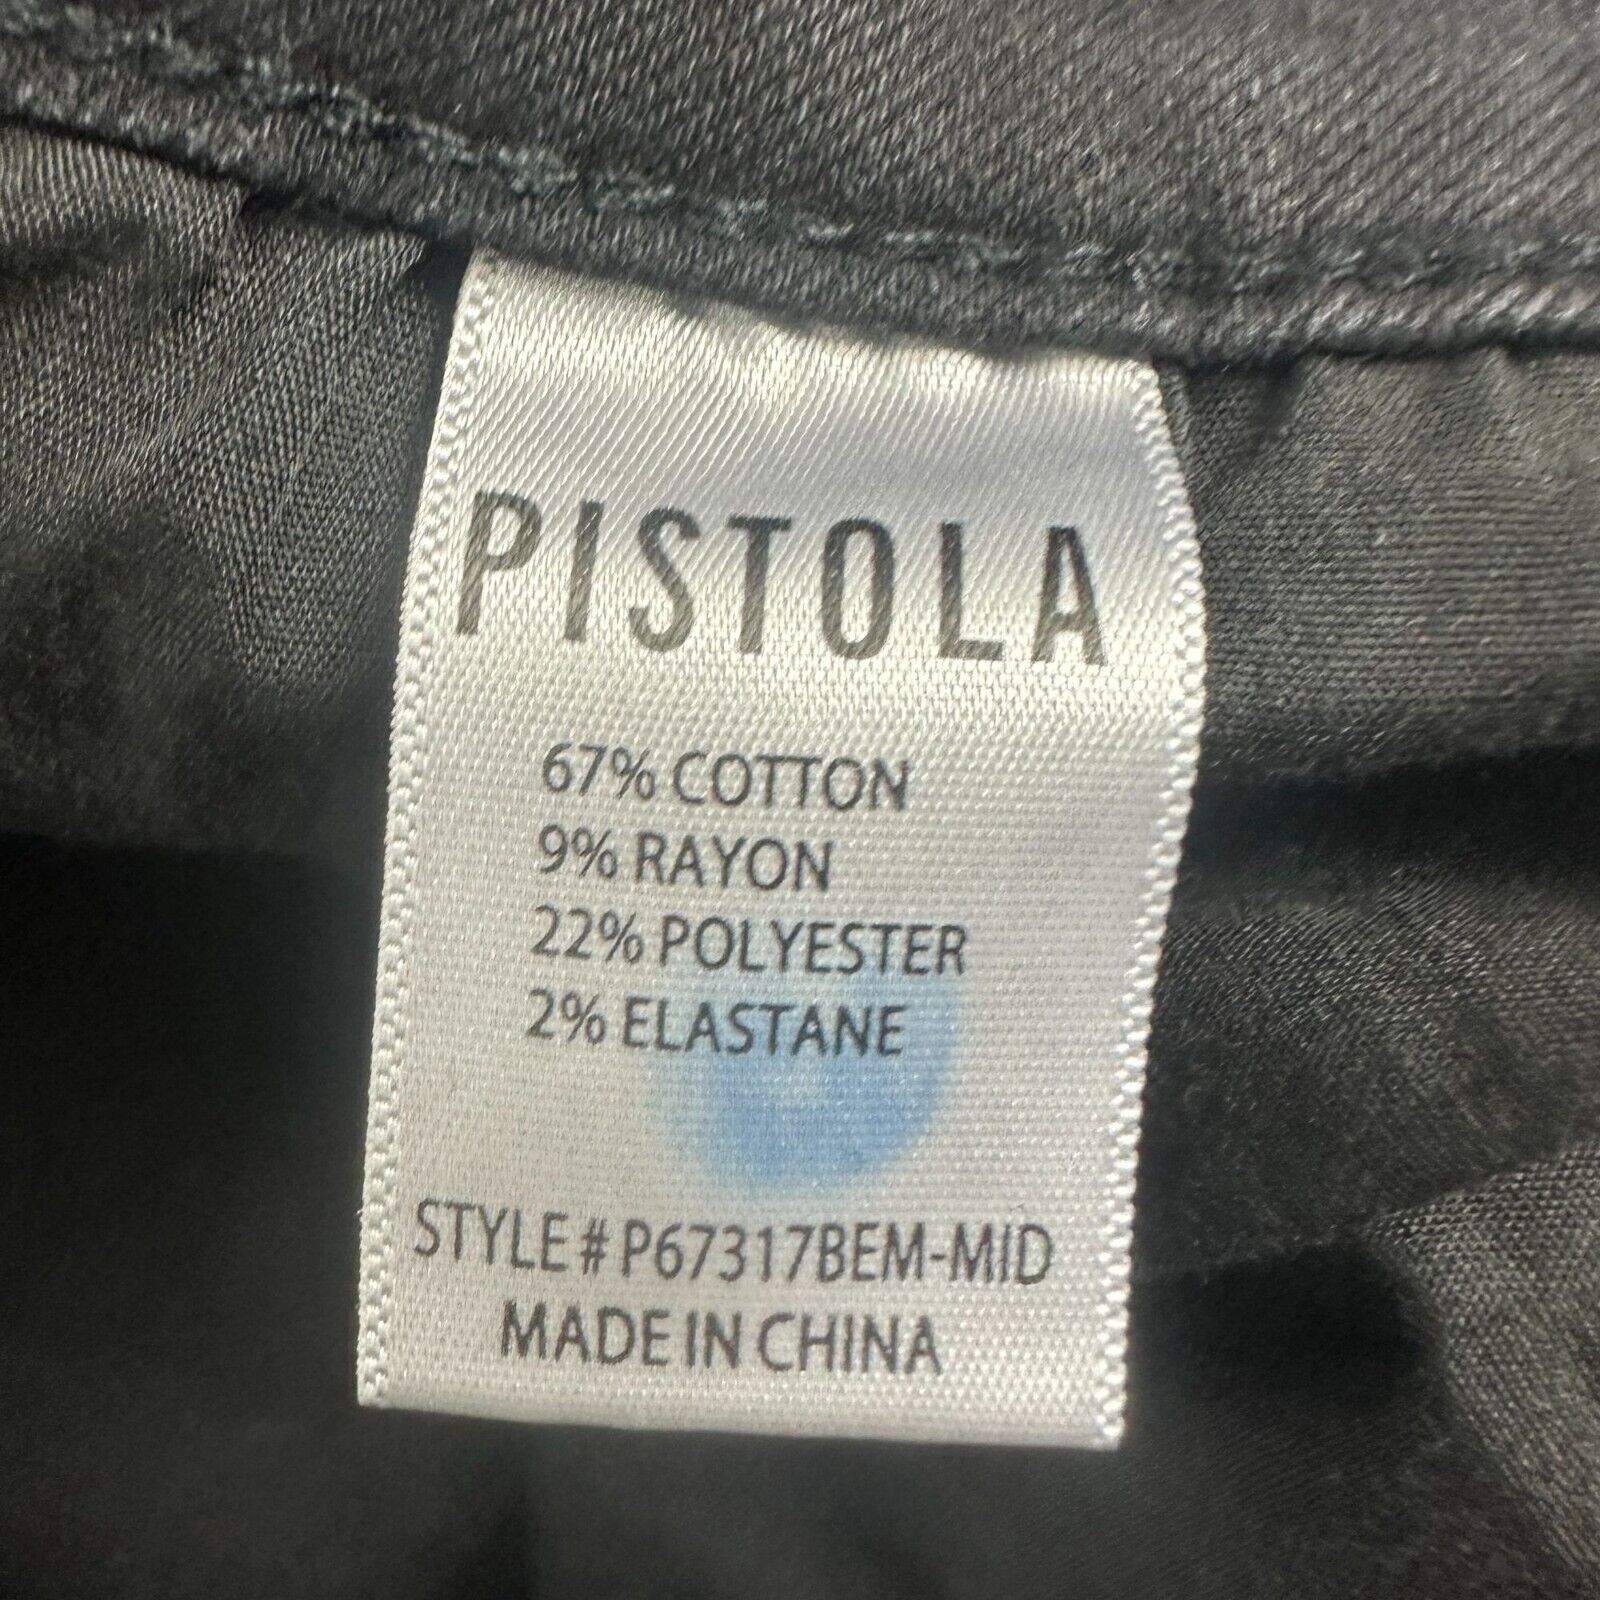 PISTOLA
67% COTTON
9% RAYON
22% POLYESTER
2% ELASTANE
STYLE# P67317BEM-MID
MADE IN CHINA